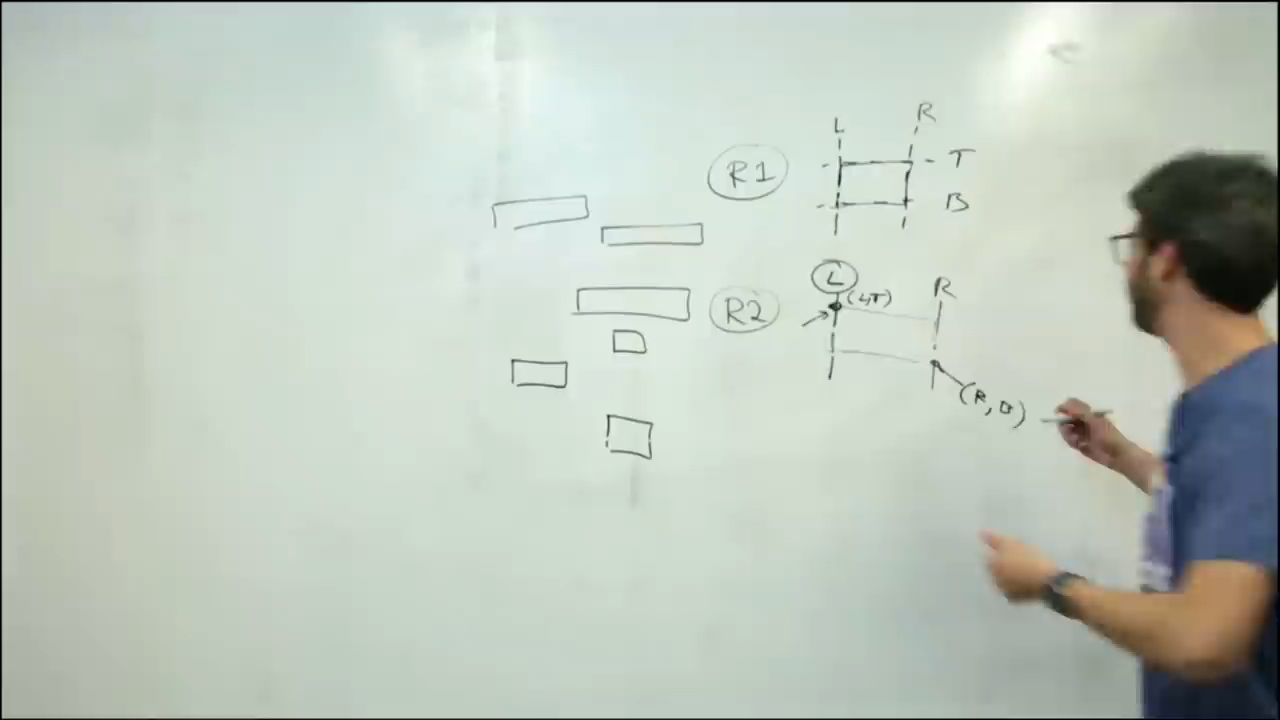 L R
R1 T
B
L
R2 (L,T) R
(R, B)